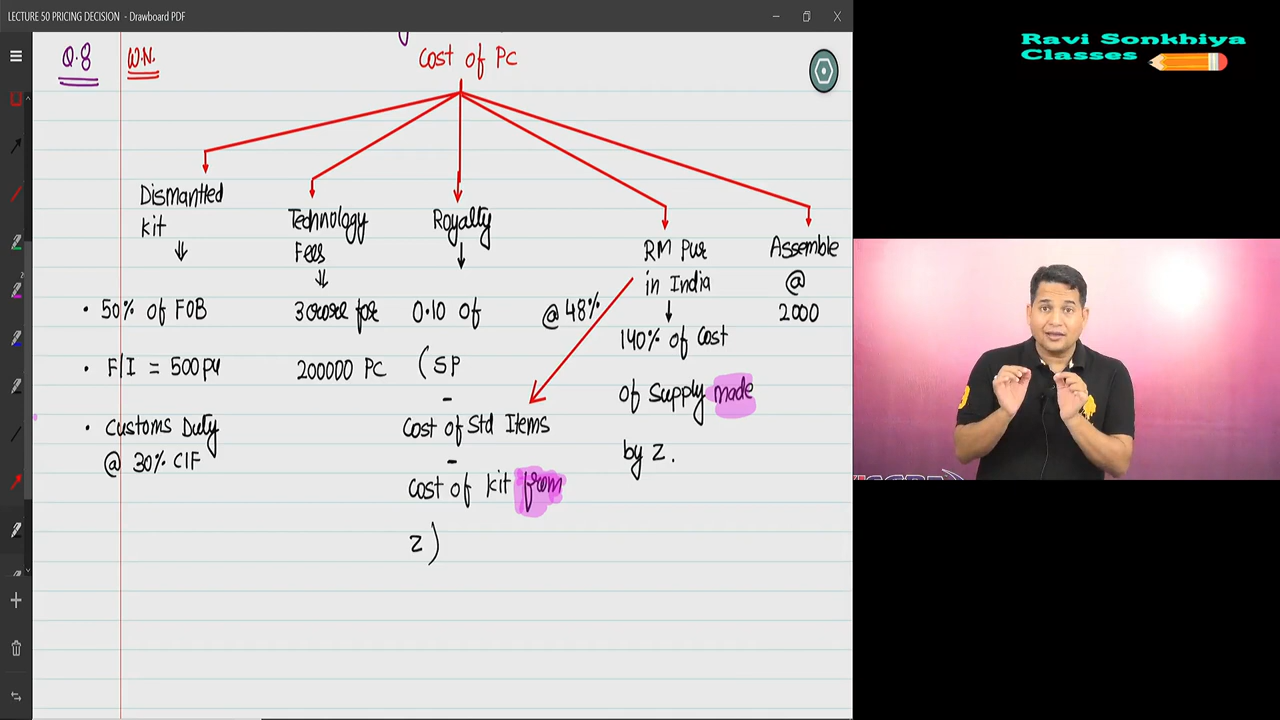 LECTURE 50 PRICING DECISION - Drawboard PDF
Ravi Sonkhiya
Classes
Q.8
W.N.
Cost of PC
Dismantled
kit
Technology
Fees
Royalty
RM Pur
in India
Assemble
@
2000
• 50% of FOB
• F/I = 500 pu
• Customs Duty
@ 30% CIF
200000 PC
0.10 of
(SP
-
Cost of Std Items
-
Cost of kit from
Z)
@ 48%
140% of Cost
of Supply made
by Z.